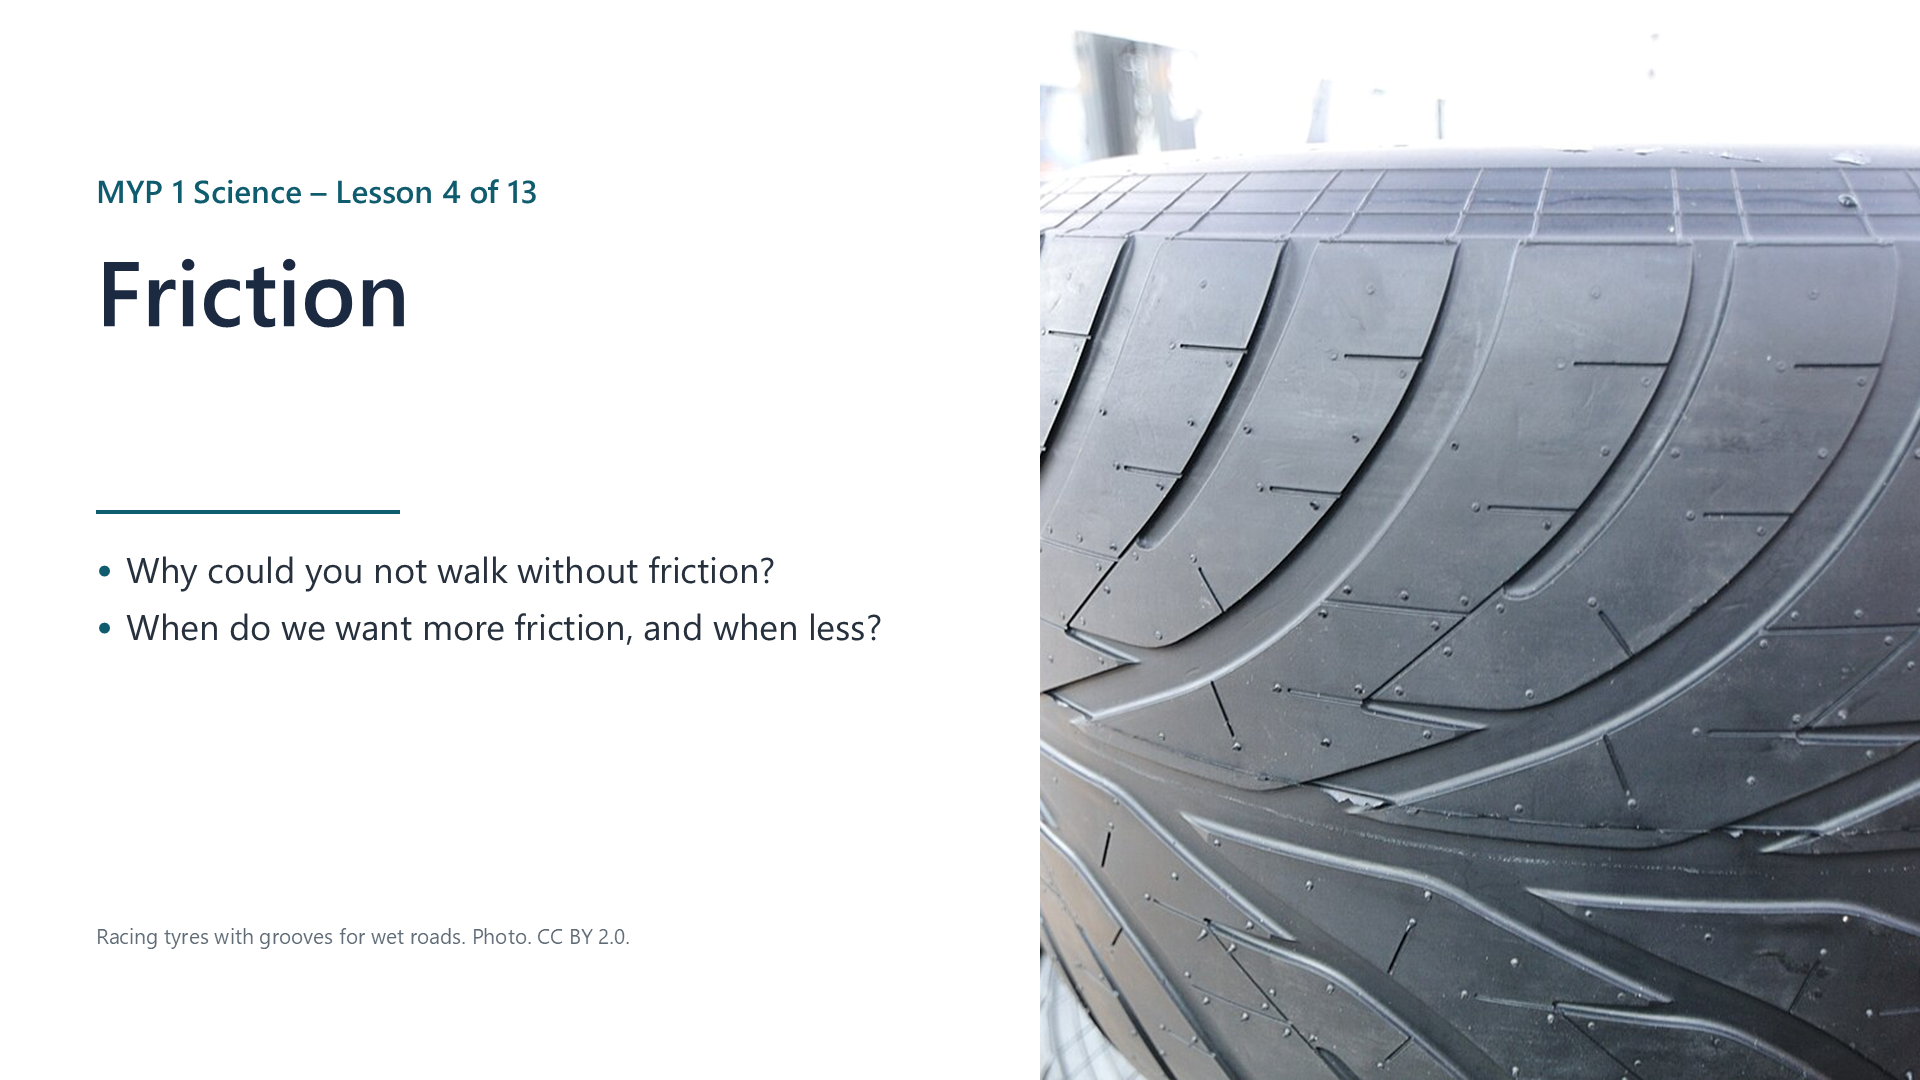 MYP 1 Science – Lesson 4 of 13
Friction
• Why could you not walk without friction?
• When do we want more friction, and when less?
Racing tyres with grooves for wet roads. Photo. CC BY 2.0.